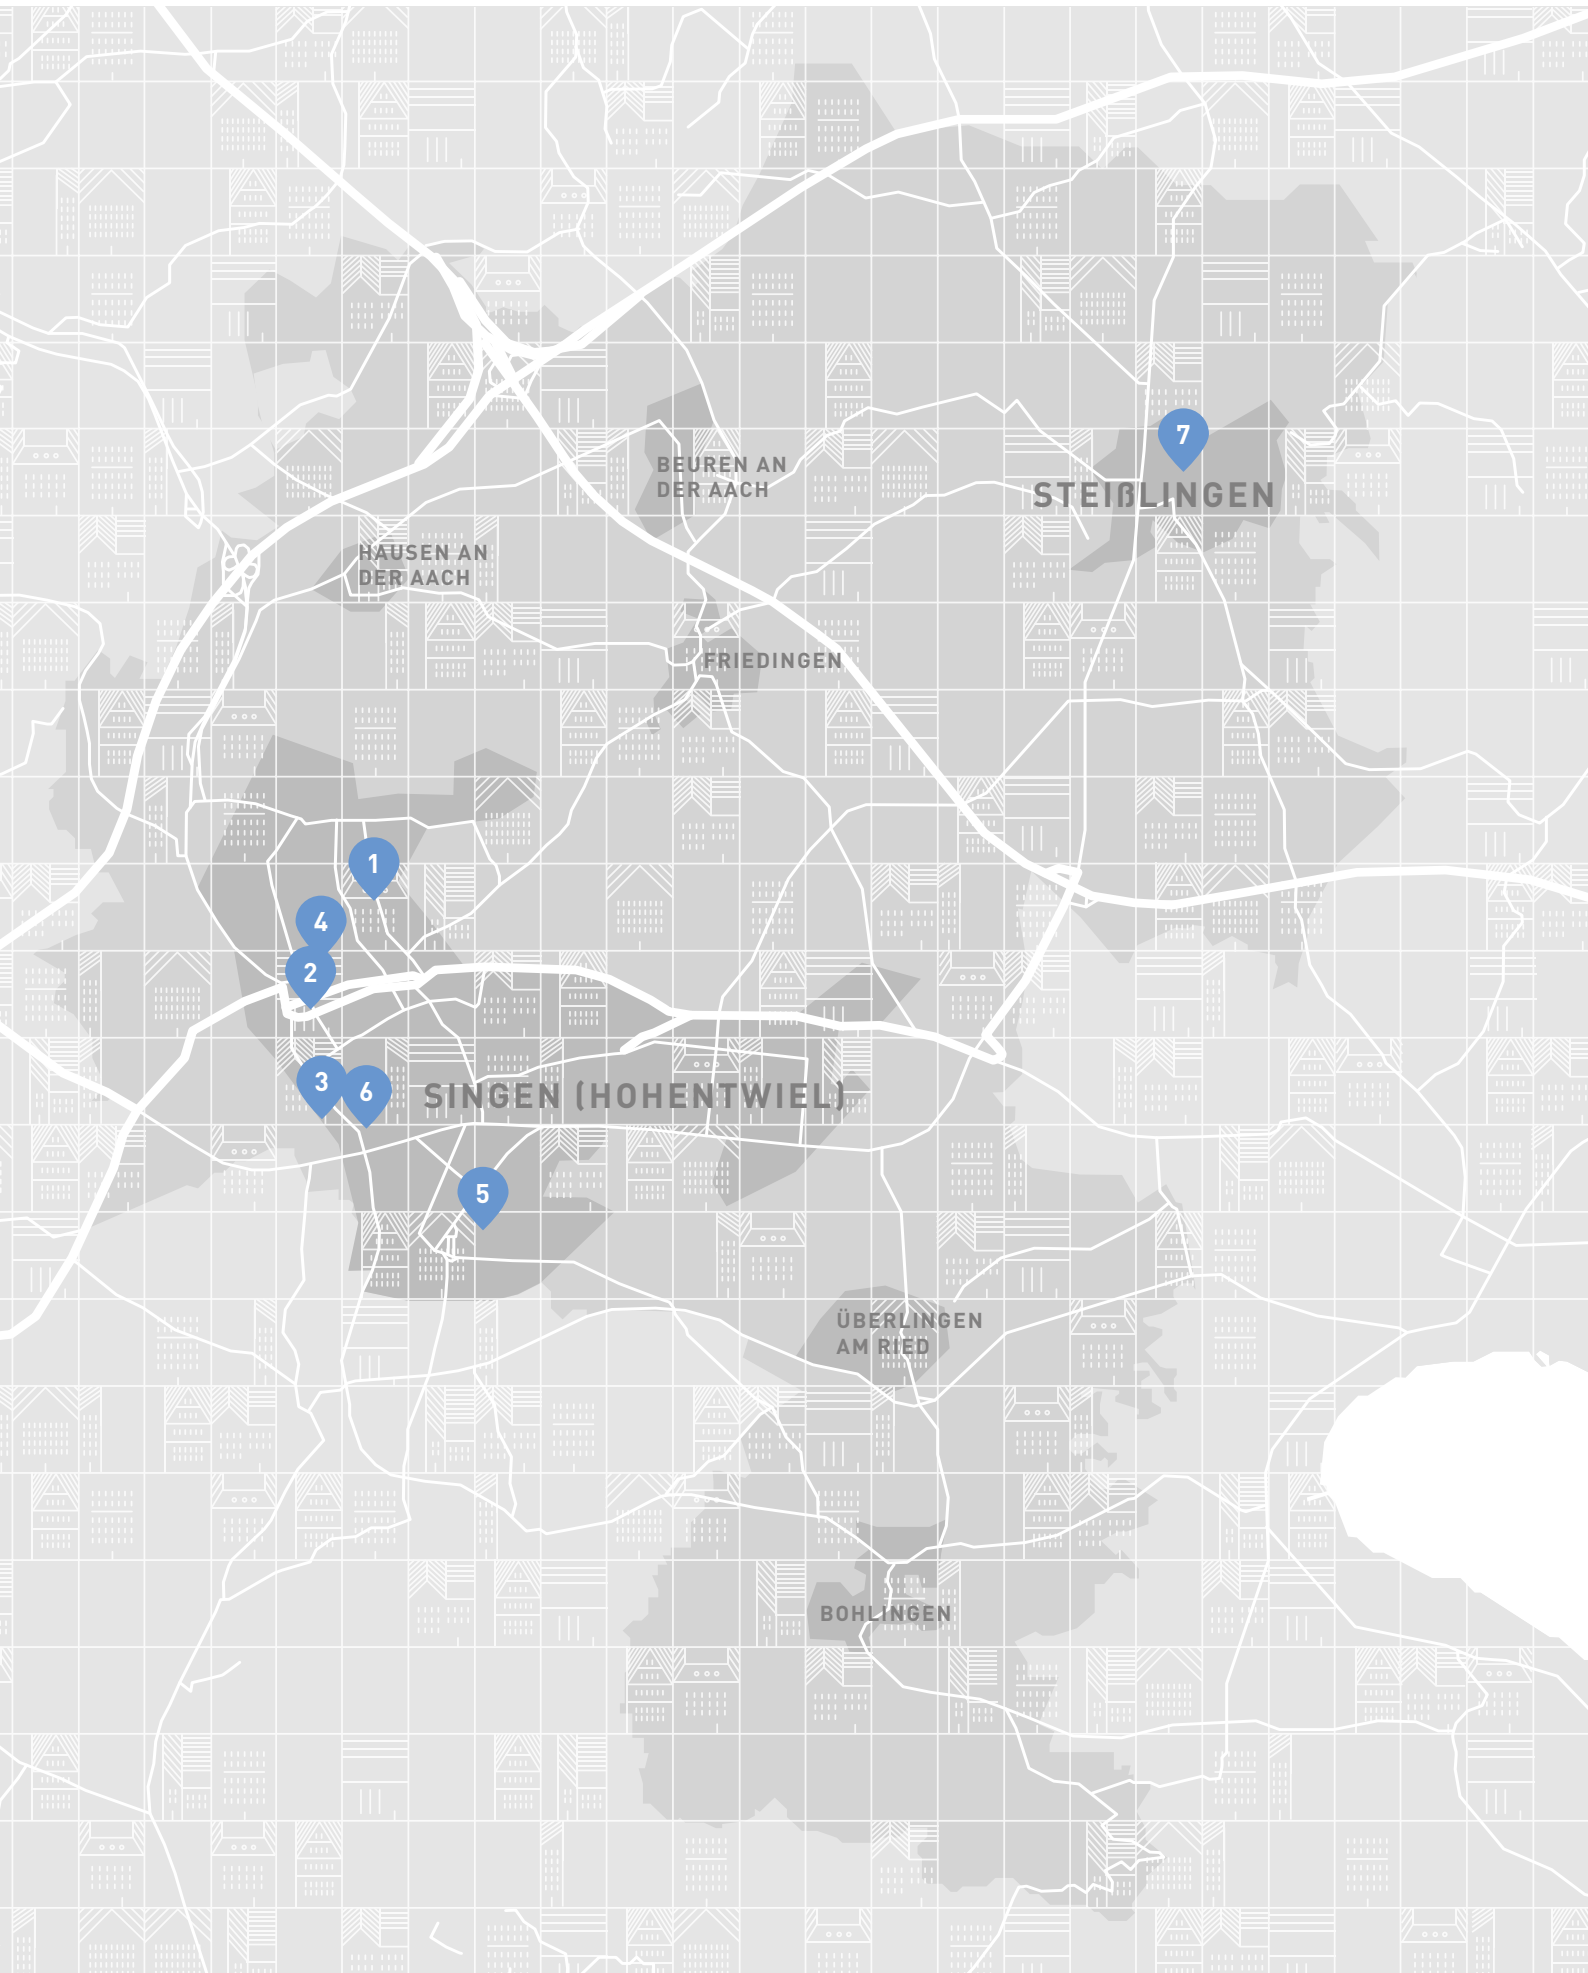 7
BEUREN AN
DER AACH
STEIßLINGEN
HAUSEN AN
DER AACH
FRIEDINGEN
1
4
2
3
6
SINGEN (HOHENTWIEL)
5
ÜBERLINGEN
AM RIED
BOHLINGEN